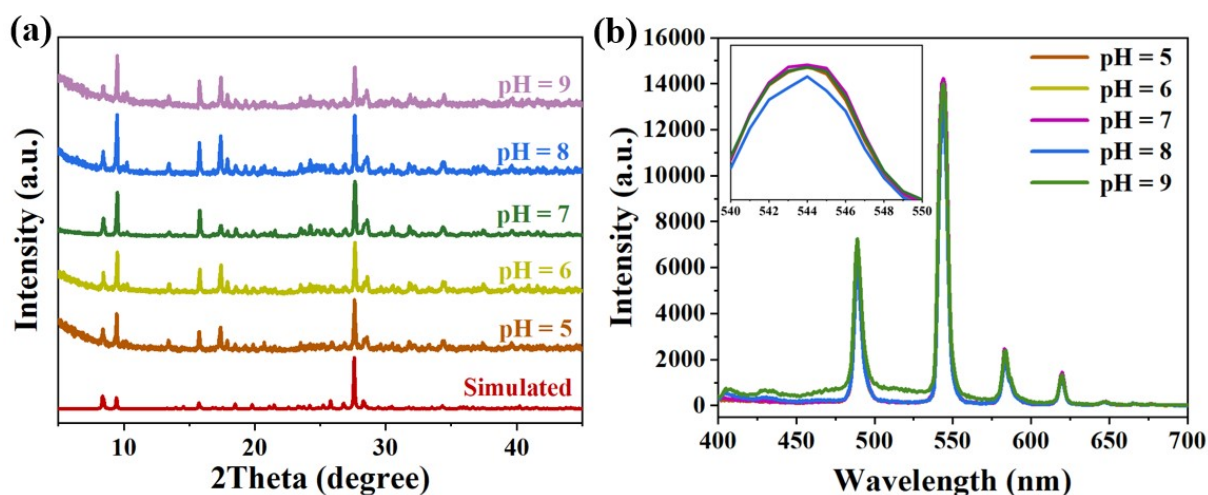 (a)
Intensity (a.u.)
pH = 9
pH = 8
pH = 7
pH = 6
pH = 5
Simulated
10 20 30 40
2Theta (degree)
(b)
Intensity (a.u.)
16000
14000
12000
10000
8000
6000
4000
2000
0
540 542 544 546 548 550
pH = 5
pH = 6
pH = 7
pH = 8
pH = 9
400 450 500 550 600 650 700
Wavelength (nm)